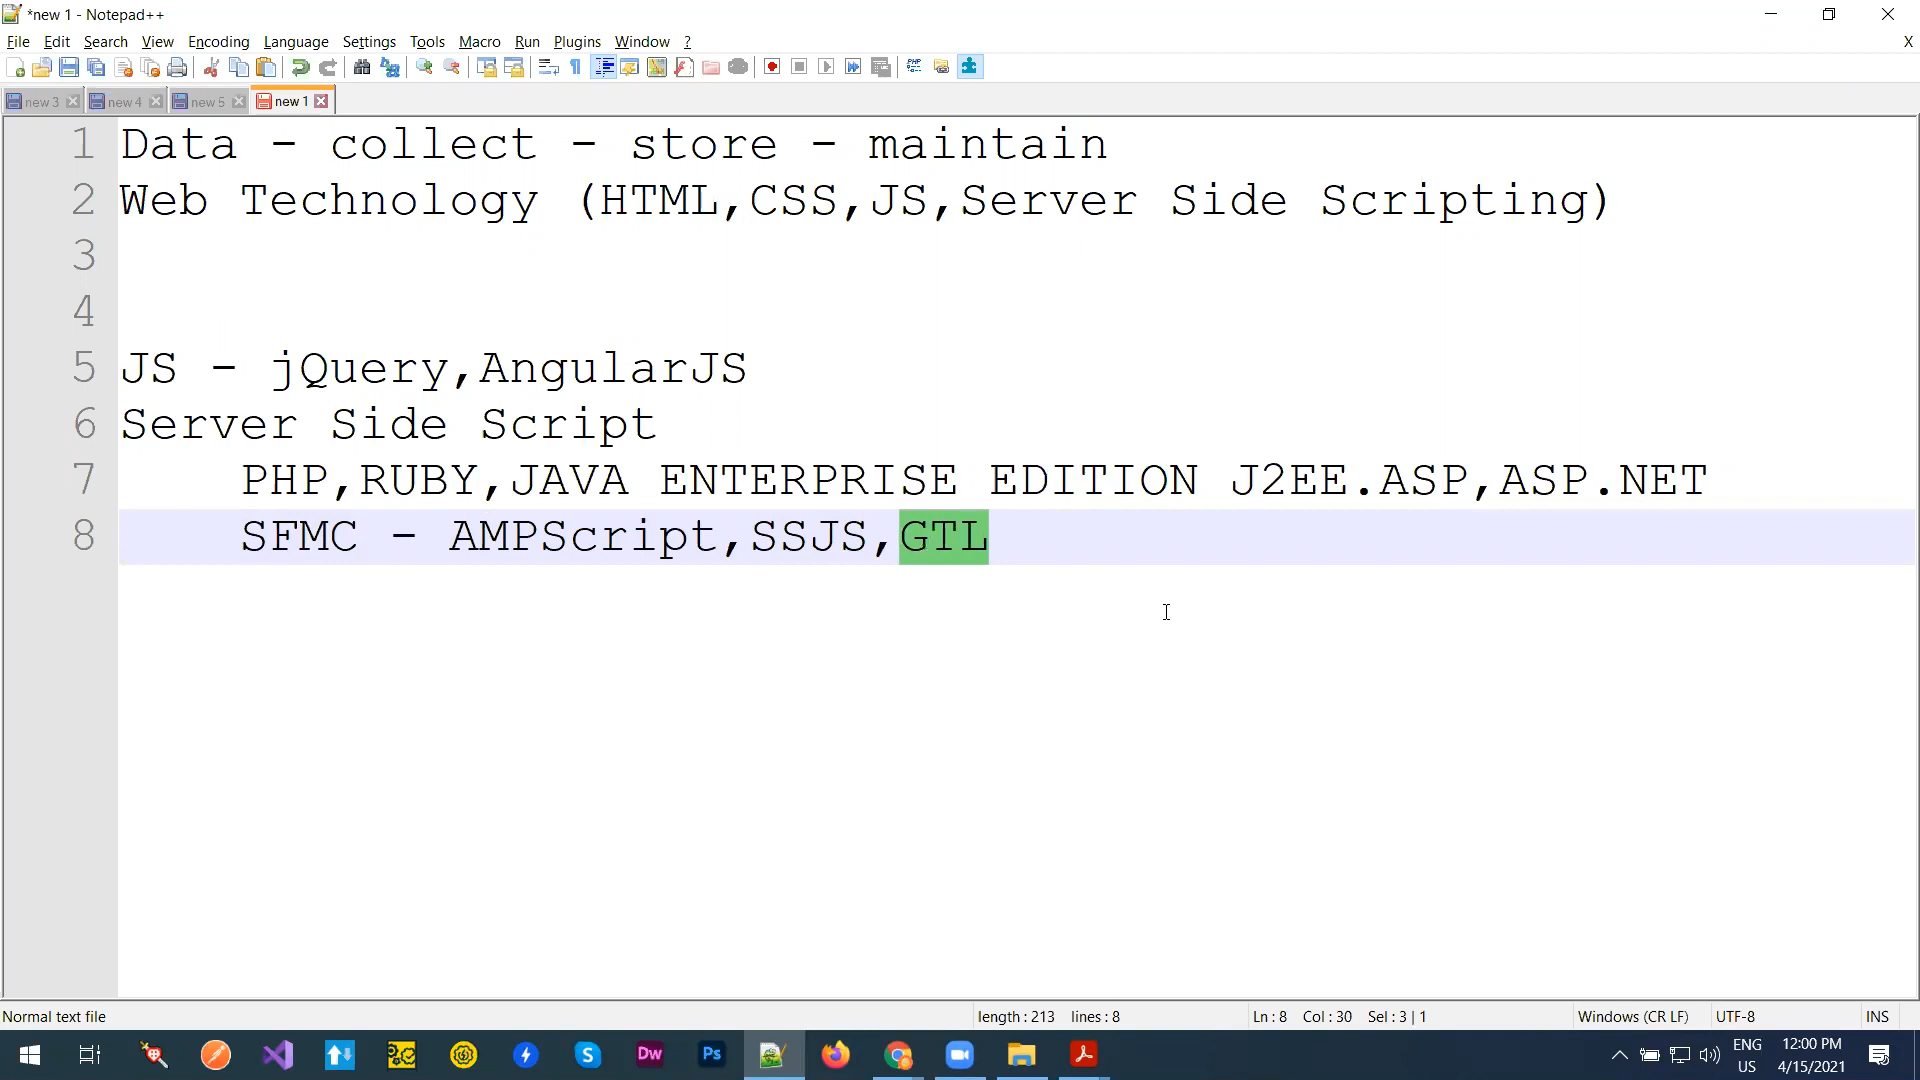 *new 1 - Notepad++
File Edit Search View Encoding Language Settings Tools Macro Run Plugins Window ? X
new 3 new 4 new 5 new 1
1 Data - collect - store - maintain
2 Web Technology (HTML,CSS,JS,Server Side Scripting)
3
4
5 JS - jQuery,AngularJS
6 Server Side Script
7 PHP,RUBY,JAVA ENTERPRISE EDITION J2EE.ASP,ASP.NET
8 SFMC - AMPScript,SSJS,GTL
Normal text file length : 213 lines : 8 Ln : 8 Col : 30 Sel : 3 | 1 Windows (CR LF) UTF-8 INS
Dw Ps ENG 12:00 PM
US 4/15/2021